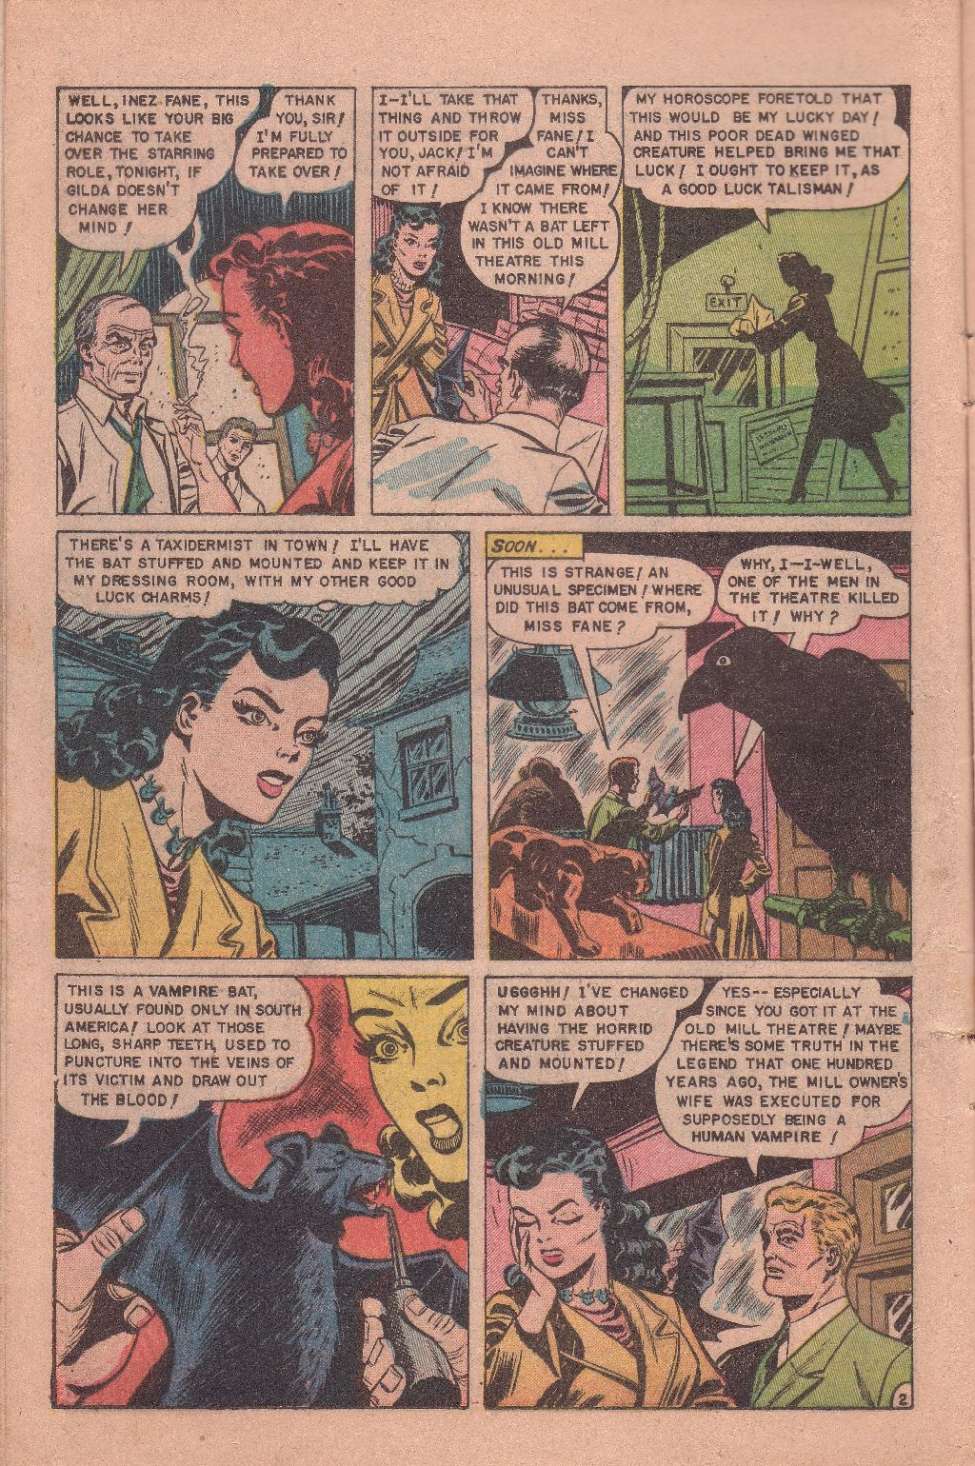 WELL, INEZ FANE, THIS
LOOKS LIKE YOUR BIG
CHANCE TO TAKE
OVER THE STARRING
ROLE, TONIGHT, IF
GILDA DOESN'T
CHANGE HER
MIND!
THANK
YOU, SIR!
I'M FULLY
PREPARED TO
TAKE OVER!
I-I'LL TAKE THAT
THING AND THROW
IT OUTSIDE FOR
YOU, JACK! I'M
NOT AFRAID
OF IT!
THANKS,
MISS
FANE! I
CAN'T
IMAGINE WHERE
IT CAME FROM!
I KNOW THERE
WASN'T A BAT LEFT
IN THIS OLD MILL
THEATRE THIS
MORNING!
MY HOROSCOPE FORETOLD THAT
THIS WOULD BE MY LUCKY DAY!
AND THIS POOR DEAD WINGED
CREATURE HELPED BRING ME THAT
LUCK! I OUGHT TO KEEP IT, AS
A GOOD LUCK TALISMAN!
EXIT
THERE'S A TAXIDERMIST IN TOWN! I'LL HAVE
THE BAT STUFFED AND MOUNTED AND KEEP IT IN
MY DRESSING ROOM, WITH MY OTHER GOOD
LUCK CHARMS!
SOON...
THIS IS STRANGE! AN
UNUSUAL SPECIMEN! WHERE
DID THIS BAT COME FROM,
MISS FANE?
WHY, I-I-WELL,
ONE OF THE MEN IN
THE THEATRE KILLED
IT! WHY?
THIS IS A VAMPIRE BAT,
USUALLY FOUND ONLY IN SOUTH
AMERICA! LOOK AT THOSE
LONG, SHARP TEETH, USED TO
PUNCTURE INTO THE VEINS OF
ITS VICTIM AND DRAW OUT
THE BLOOD!
UGGGHH! I'VE CHANGED
MY MIND ABOUT
HAVING THE HORRID
CREATURE STUFFED
AND MOUNTED!
YES-- ESPECIALLY
SINCE YOU GOT IT AT THE
OLD MILL THEATRE! MAYBE
THERE'S SOME TRUTH IN THE
LEGEND THAT ONE HUNDRED
YEARS AGO, THE MILL OWNER'S
WIFE WAS EXECUTED FOR
SUPPOSEDLY BEING A
HUMAN VAMPIRE!
2